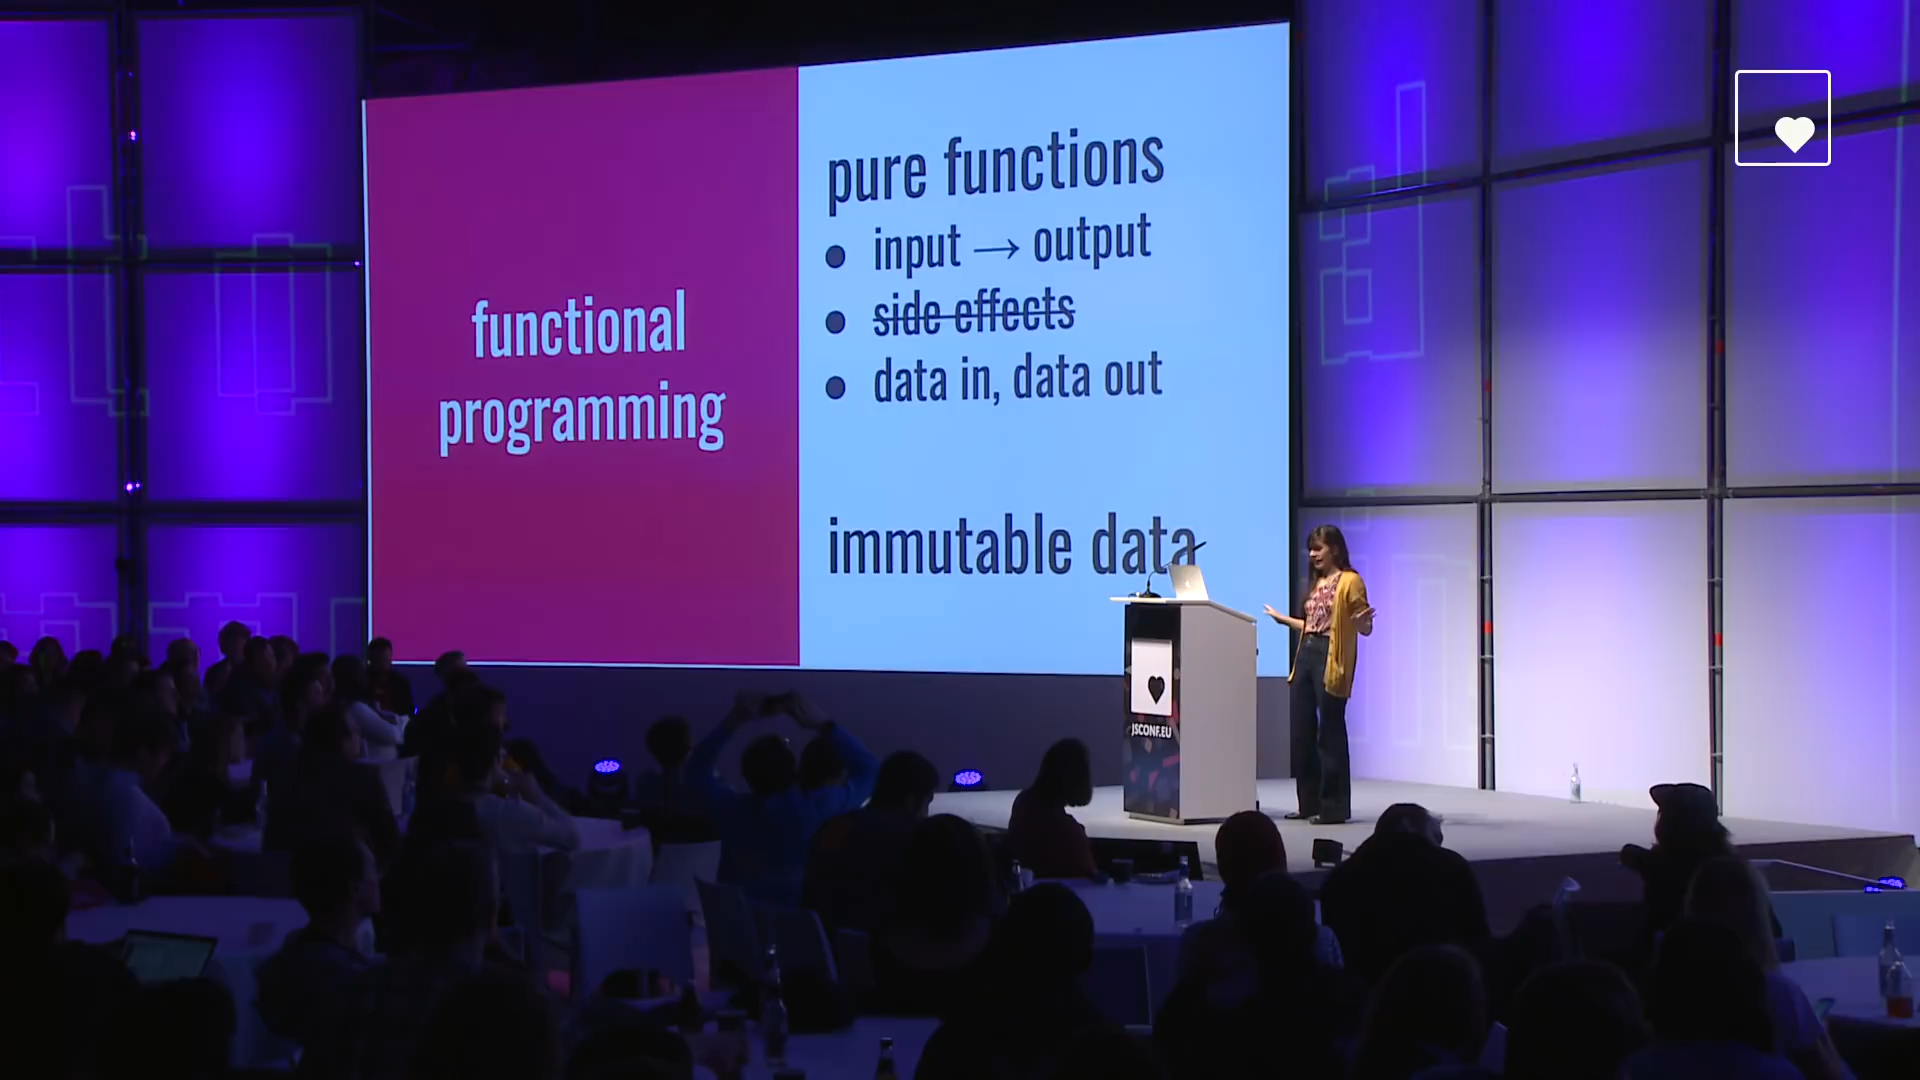 functional
programming
pure functions
● input → output
● ~~side effects~~
● data in, data out
immutable data
JSCONF.EU